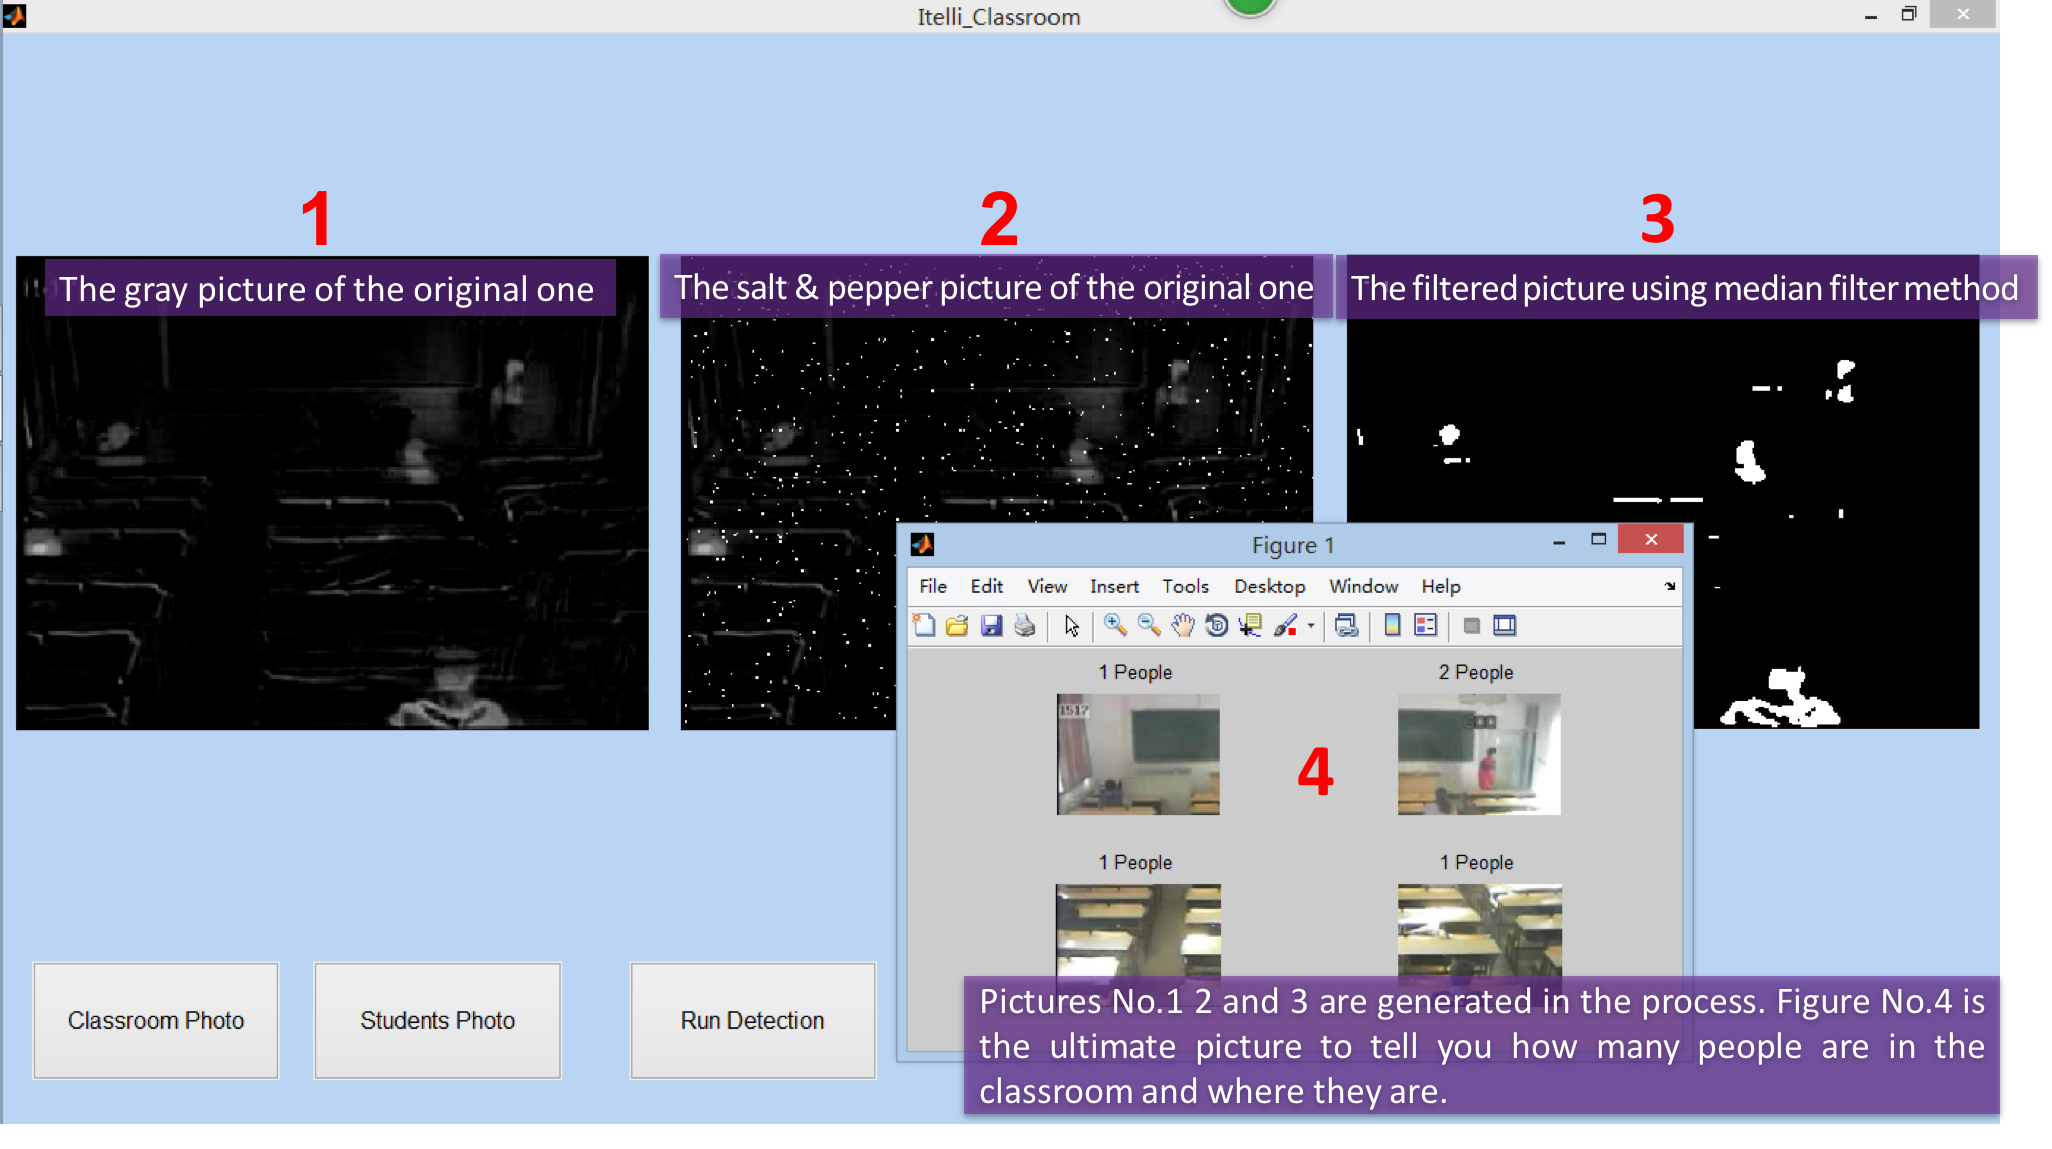 Itelli_Classroom
1
2
3
The gray picture of the original one
The salt & pepper picture of the original one
The filtered picture using median filter method
Figure 1
File Edit View Insert Tools Desktop Window Help
1 People
2 People
1517
4
1 People
1 People
Classroom Photo
Students Photo
Run Detection
Pictures No.1 2 and 3 are generated in the process. Figure No.4 is
the ultimate picture to tell you how many people are in the
classroom and where they are.